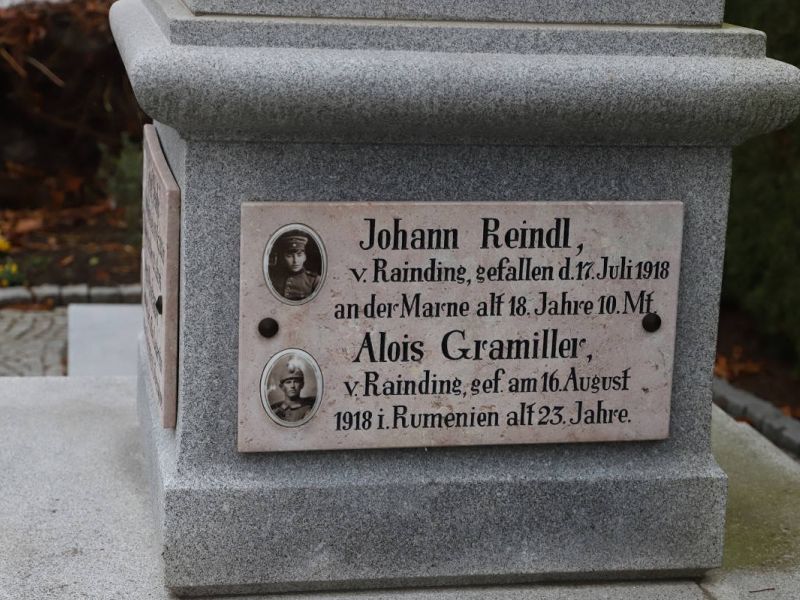 Johann Reindl,
v. Rainding, gefallen d. 17. Juli 1918
an der Marne alt 18. Jahre 10. Mt.
Alois Gramiller,
v. Rainding, gef. am 16. August
1918 i. Rumenien alt 23. Jahre.